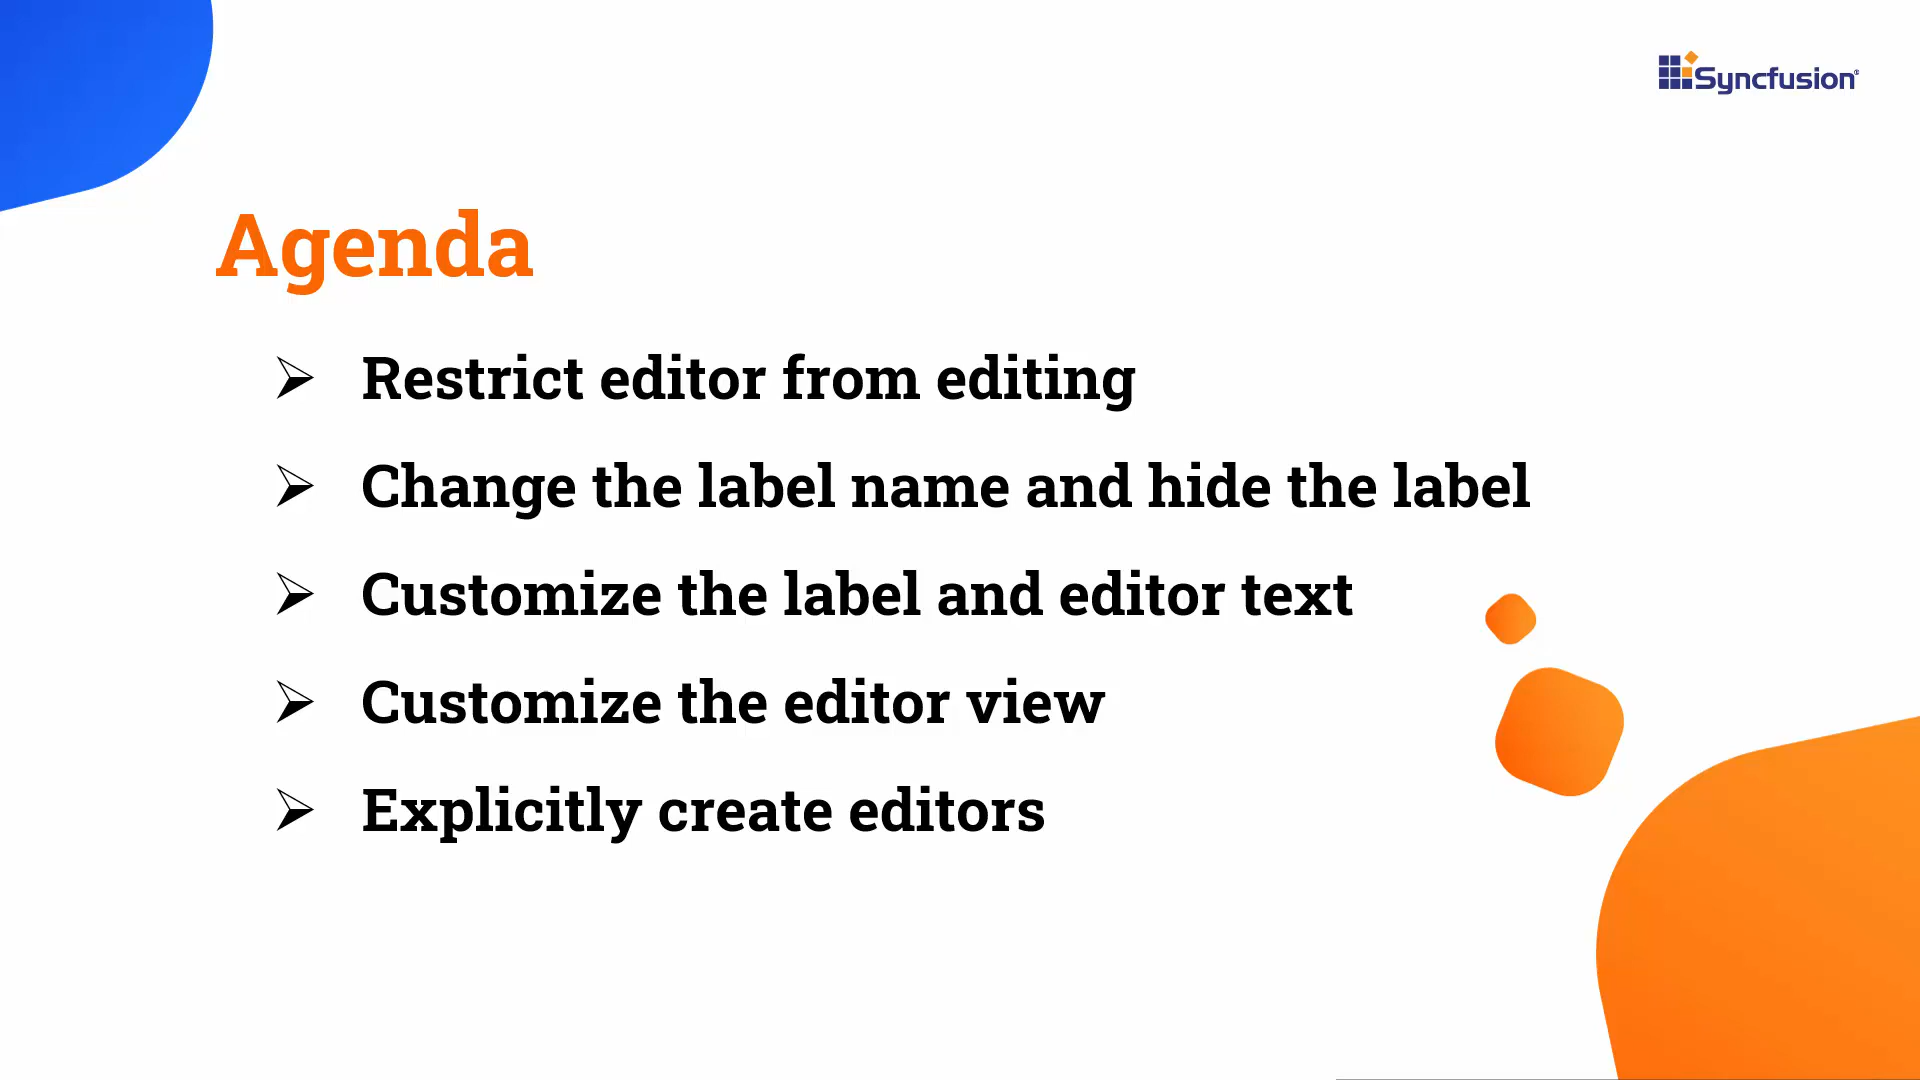 Syncfusion®
Agenda
➢ Restrict editor from editing
➢ Change the label name and hide the label
➢ Customize the label and editor text
➢ Customize the editor view
➢ Explicitly create editors